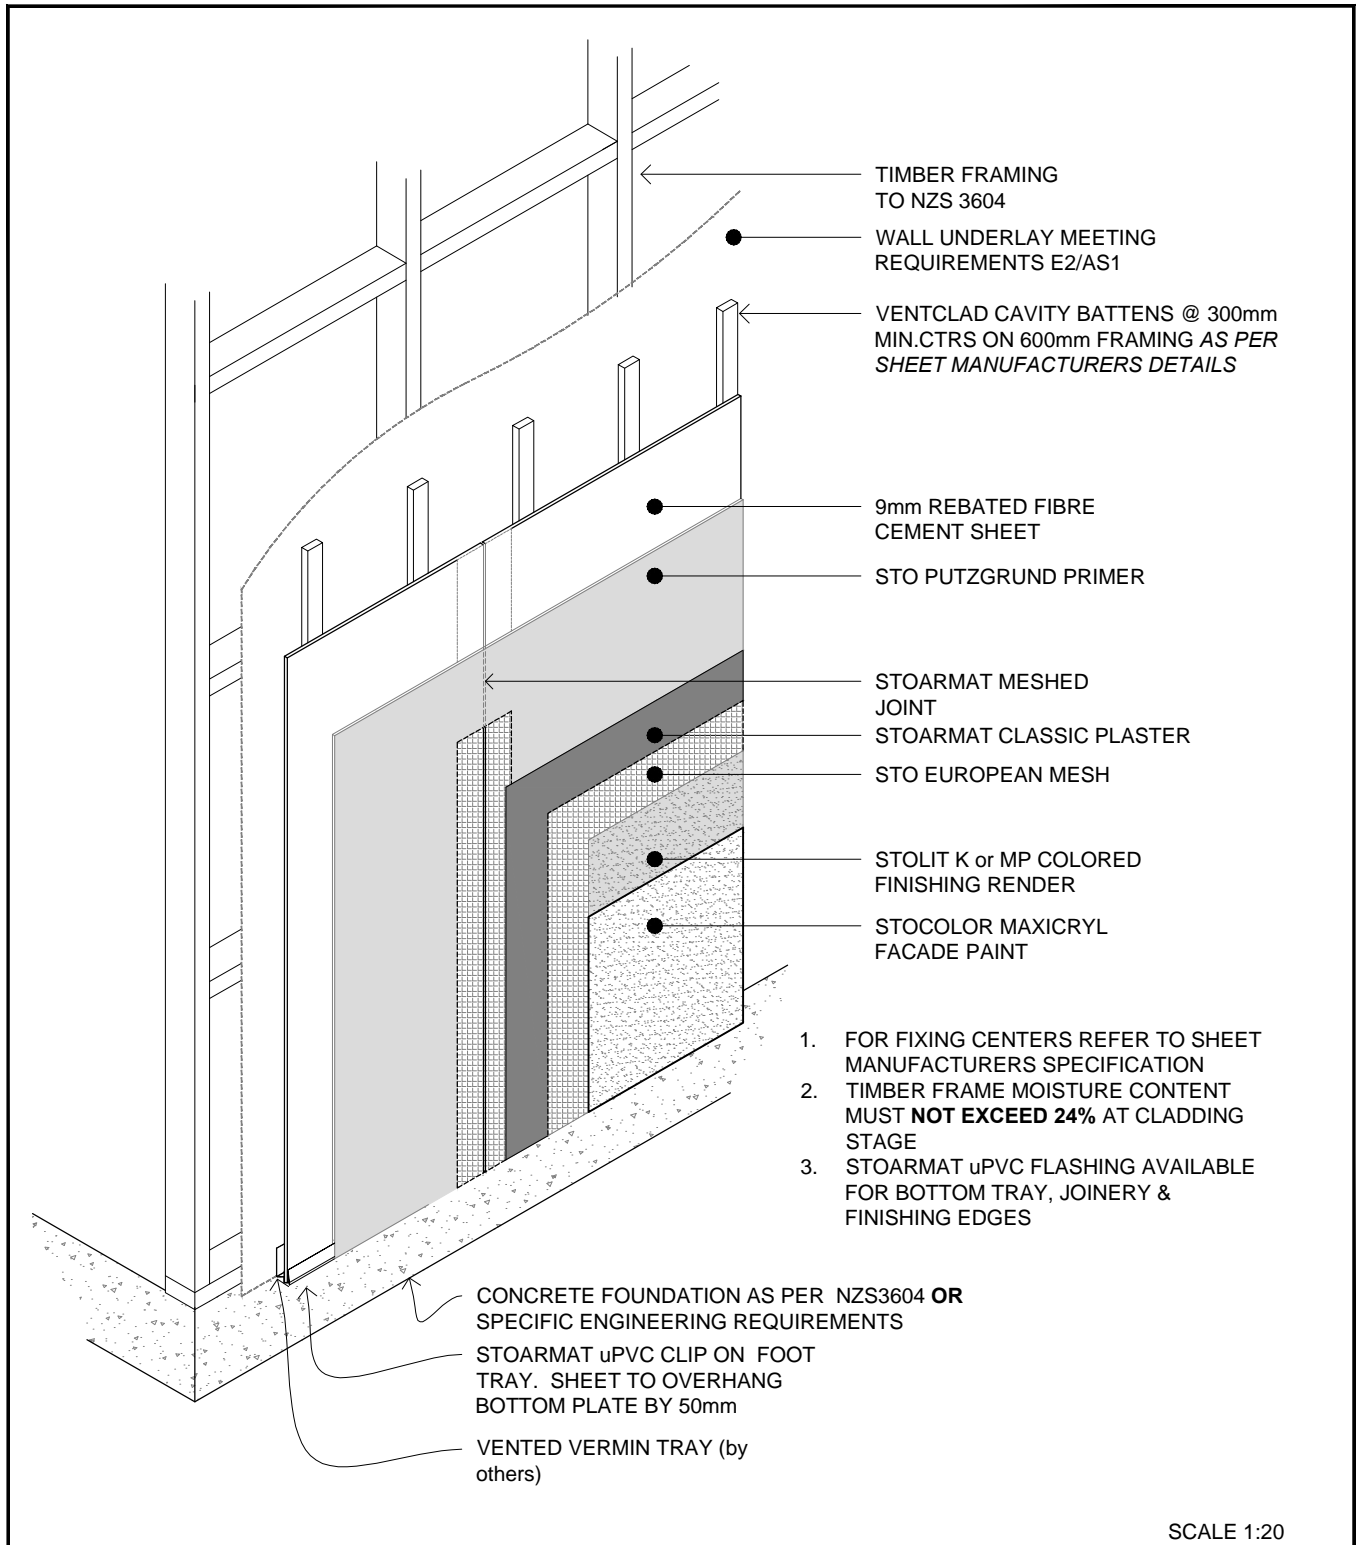 TIMBER FRAMING
TO NZS 3604
WALL UNDERLAY MEETING
REQUIREMENTS E2/AS1
VENTCLAD CAVITY BATTENS @ 300mm
MIN.CTRS ON 600mm FRAMING AS PER
SHEET MANUFACTURERS DETAILS
9mm REBATED FIBRE
CEMENT SHEET
STO PUTZGRUND PRIMER
STOARMAT MESHED
JOINT
STOARMAT CLASSIC PLASTER
STO EUROPEAN MESH
STOLIT K or MP COLORED
FINISHING RENDER
STOCOLOR MAXICRYL
FACADE PAINT
1. FOR FIXING CENTERS REFER TO SHEET
MANUFACTURERS SPECIFICATION
2. TIMBER FRAME MOISTURE CONTENT
MUST NOT EXCEED 24% AT CLADDING
STAGE
3. STOARMAT uPVC FLASHING AVAILABLE
FOR BOTTOM TRAY, JOINERY &
FINISHING EDGES
CONCRETE FOUNDATION AS PER NZS3604 OR
SPECIFIC ENGINEERING REQUIREMENTS
STOARMAT uPVC CLIP ON FOOT
TRAY. SHEET TO OVERHANG
BOTTOM PLATE BY 50mm
VENTED VERMIN TRAY (by
others)
SCALE 1:20